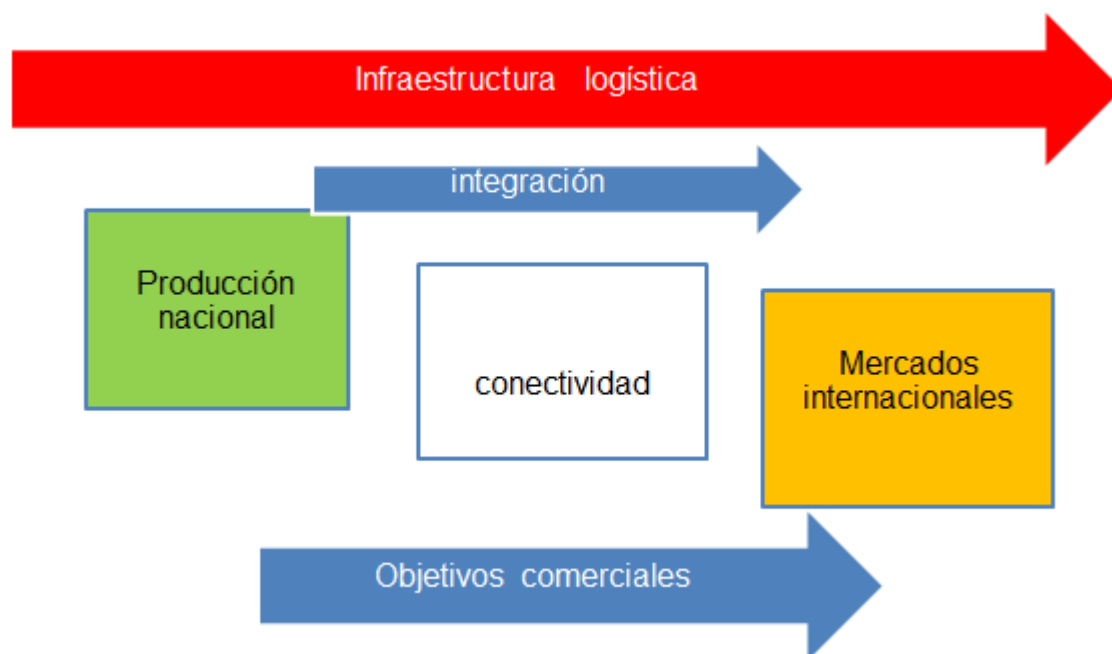 Infraestructura logística
integración
Producción
nacional
conectividad
Mercados
internacionales
Objetivos comerciales